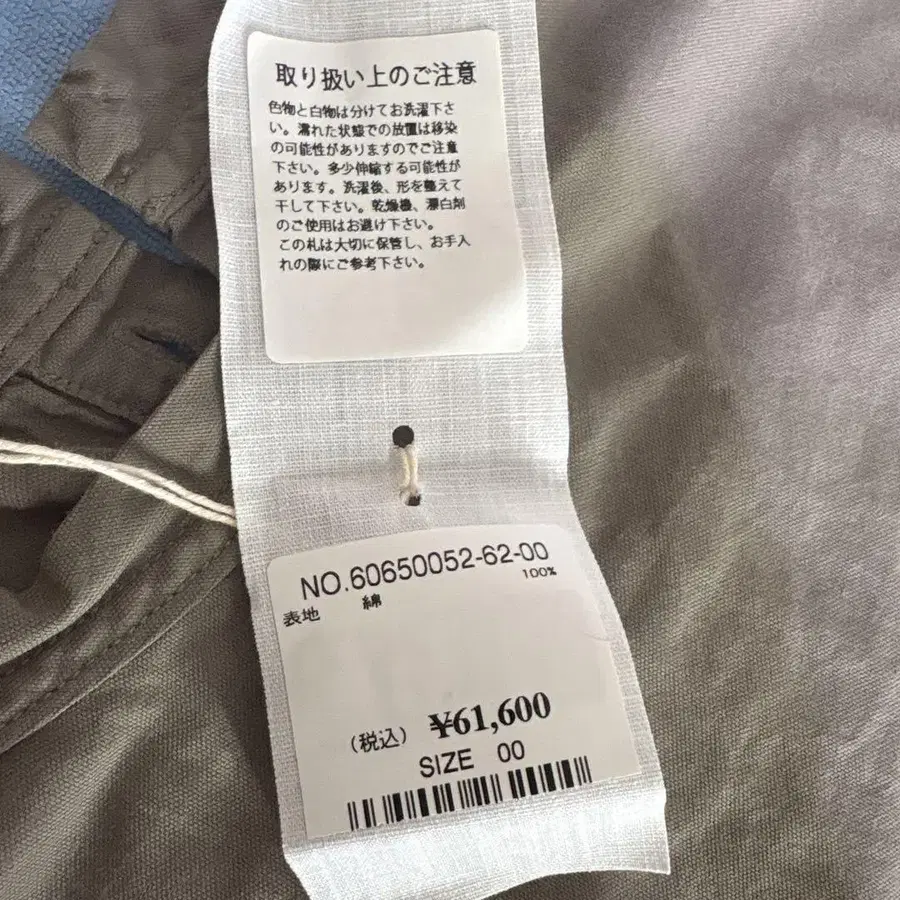 取り扱い上のご注意
色物と白物は分けてお洗濯下さ
い。濡れた状態での放置は移染
の可能性がありますのでご注意
下さい。多少伸縮する可能性が
あります。洗濯後、形を整えて
干して下さい。乾燥機、漂白剤
のご使用はお避け下さい。
この札は大切に保管し、お手入
れの際にご参考下さい。
NO.60650052-62-00
表地 綿 100%
(税込) ¥61,600
SIZE 00